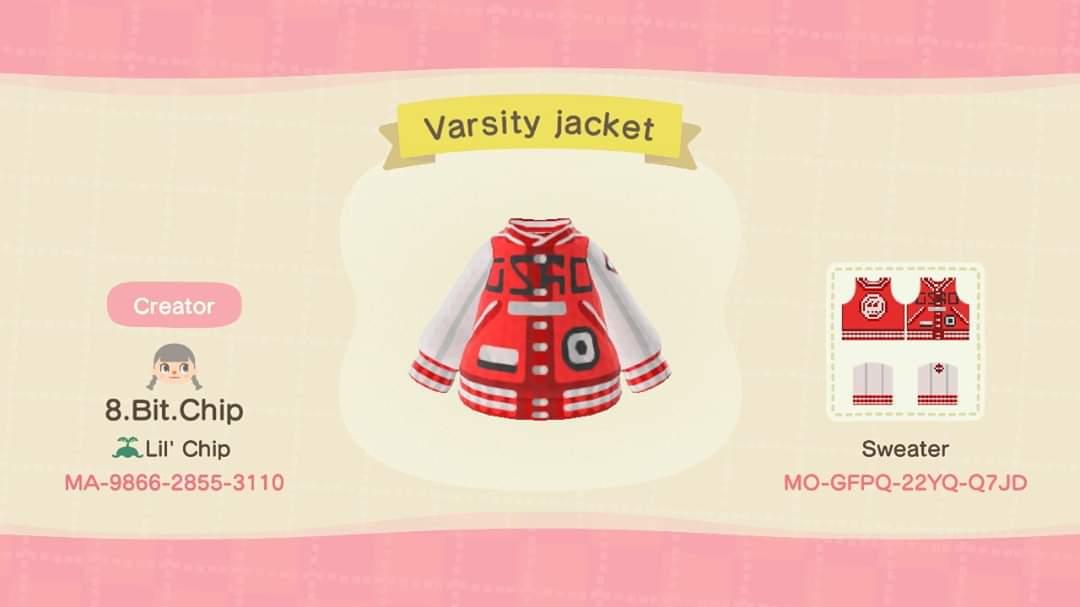 Varsity jacket
Creator
8.Bit.Chip
Lil' Chip
MA-9866-2855-3110
Sweater
MO-GFPQ-22YQ-Q7JD